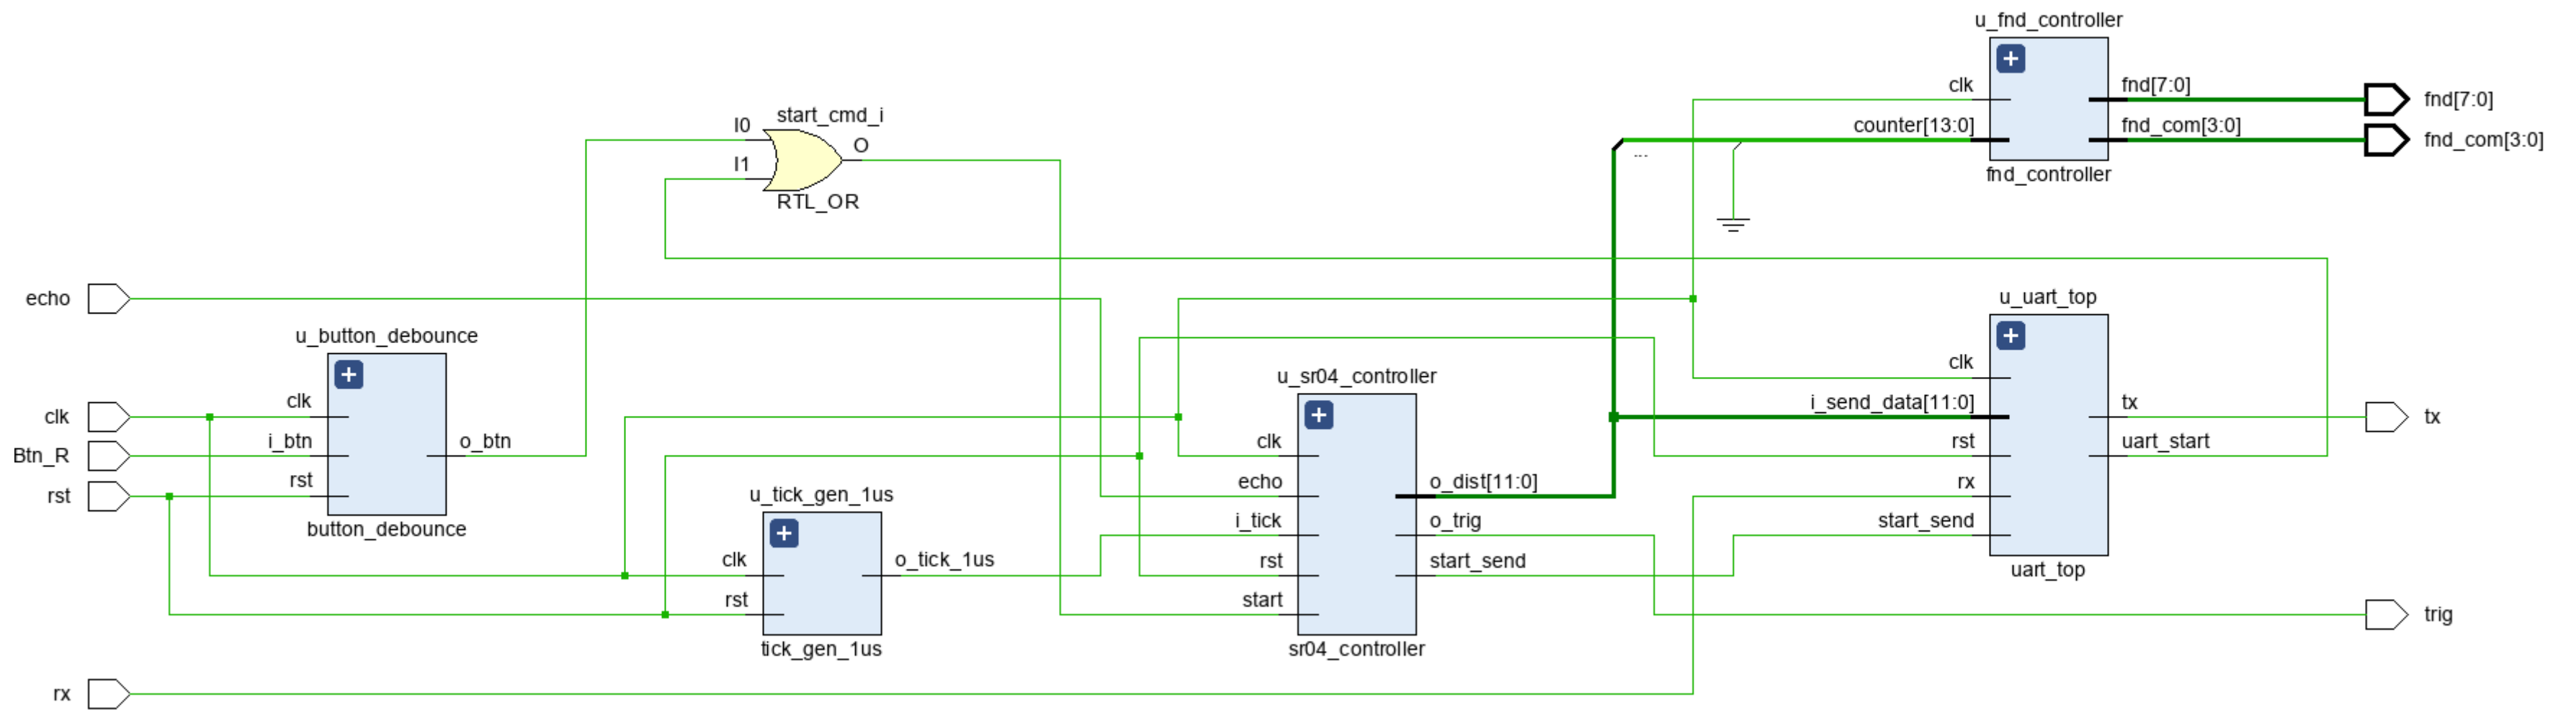 u_fnd_controller
clk
fnd[7:0]
fnd[7:0]
counter[13:0]
fnd_com[3:0]
fnd_com[3:0]
...
fnd_controller
start_cmd_i
I0
O
I1
RTL_OR
echo
u_button_debounce
clk
clk
i_btn
o_btn
Btn_R
rst
rst
button_debounce
u_tick_gen_1us
clk
o_tick_1us
rst
tick_gen_1us
u_sr04_controller
clk
echo
o_dist[11:0]
i_tick
o_trig
rst
start_send
start
sr04_controller
u_uart_top
clk
i_send_data[11:0]
tx
tx
rst
uart_start
rx
start_send
uart_top
trig
rx